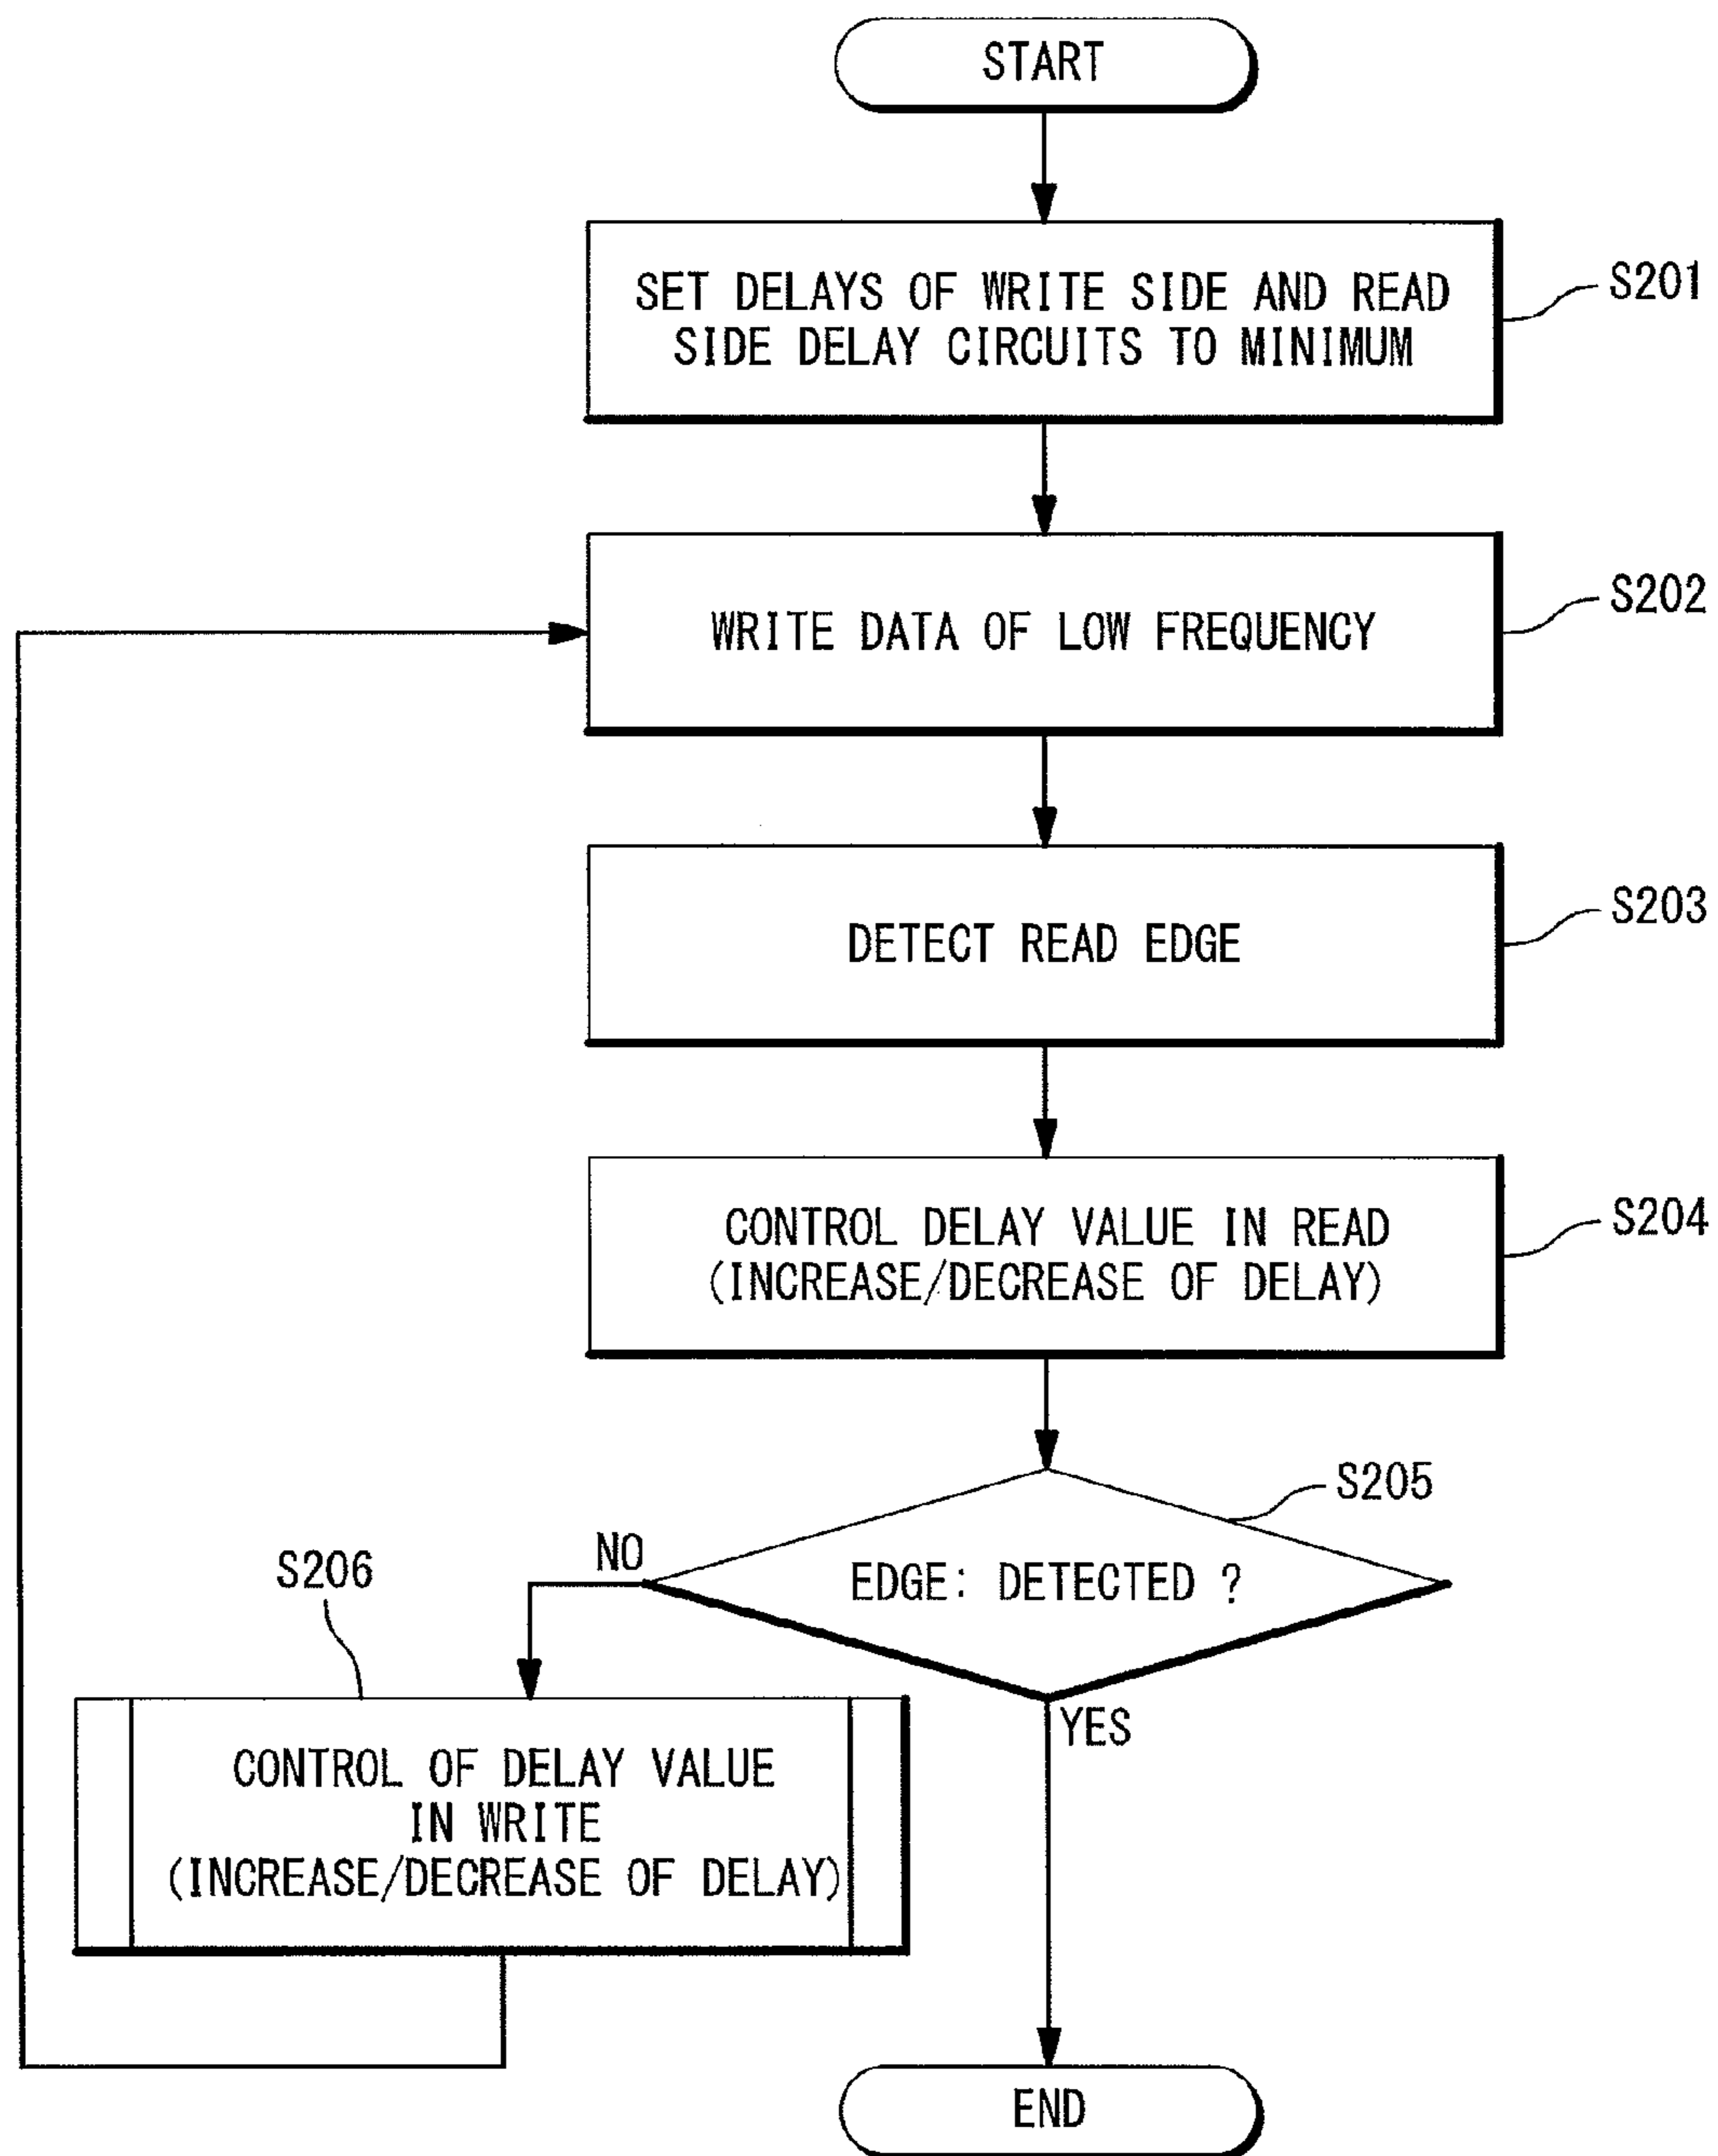 START
SET DELAYS OF WRITE SIDE AND READ
SIDE DELAY CIRCUITS TO MINIMUM
S201
WRITE DATA OF LOW FREQUENCY
S202
DETECT READ EDGE
S203
CONTROL DELAY VALUE IN READ
(INCREASE/DECREASE OF DELAY)
S204
EDGE: DETECTED ?
S205
NO
YES
S206
CONTROL OF DELAY VALUE
IN WRITE
(INCREASE/DECREASE OF DELAY)
END